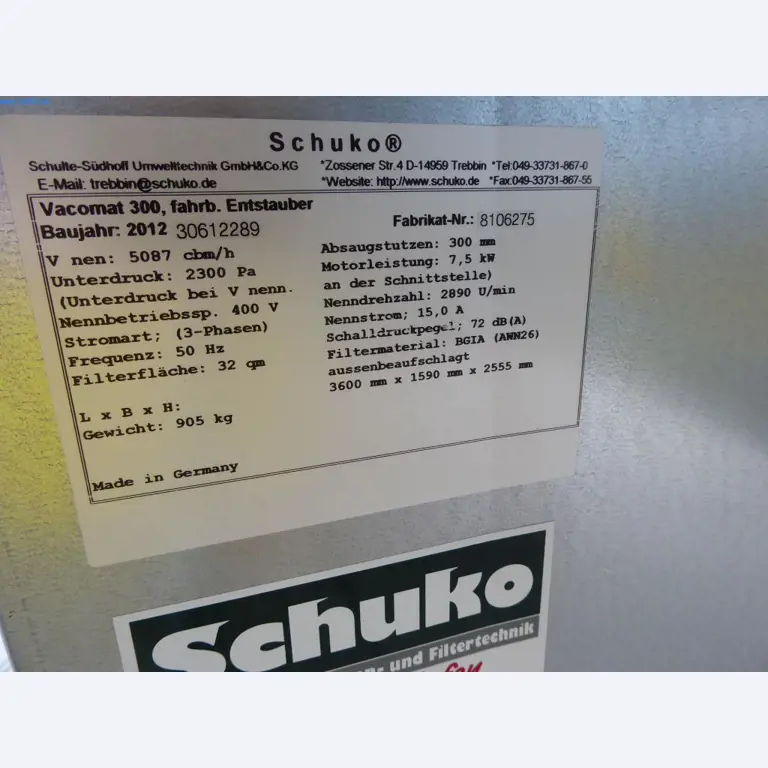 Schuko®
Schulte-Südhoff Umwelttechnik GmbH&Co.KG *Zossener Str.4 D-14959 Trebbin *Tel:049-33731-867-0
E-Mail: trebbin@schuko.de *Website: http://www.schuko.de *Fax:049-33731-867-55
Vacomat 300, fahrb. Entstauber
Baujahr: 2012 30612289
Fabrikat-Nr.: 8106275
V nen: 5087 cbm/h
Unterdruck: 2300 Pa
(Unterdruck bei V nenn.
Nennbetriebssp. 400 V
Stromart; (3-Phasen)
Frequenz: 50 Hz
Filterfläche: 32 qm
L x B x H:
Gewicht: 905 kg
Absaugstutzen: 300 mm
Motorleistung: 7,5 kW
an der Schnittstelle)
Nenndrehzahl: 2890 U/min
Nennstrom; 15,0 A
Schalldruckpegel; 72 dB(A)
Filtermaterial: BGIA (AWN26)
aussenbeaufschlagt
3600 mm x 1590 mm x 2555 mm
Made in Germany
Schuko
und Filtertechnik